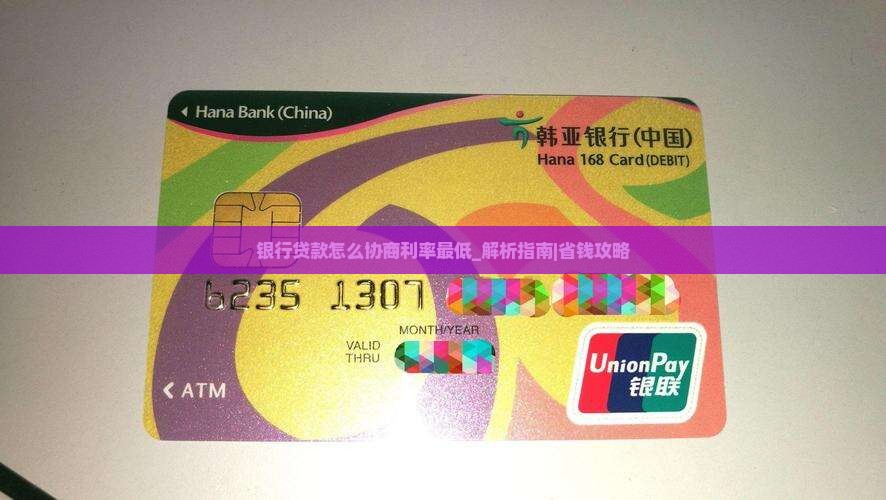 Hana Bank (China)
韩亚银行(中国)
Hana 168 Card(DEBIT)
银行贷款怎么协商利率最低_解析指南|省钱攻略
6235 1307
MONTH/YEAR
VALID
THRU
ATM
UnionPay
银联